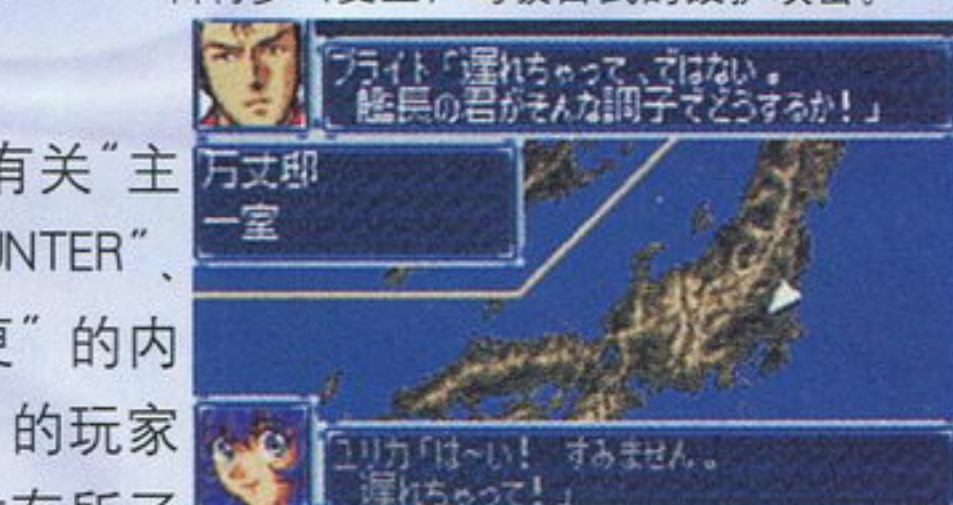 ブライト「遅れちゃって、ではない。
艦長の君がそんな調子でどうするか！」
万丈邸
一室
ユリカ「は～い！　すみません。
遅れちゃって！」
有关“主
UNTER”、
更”的内
的玩家